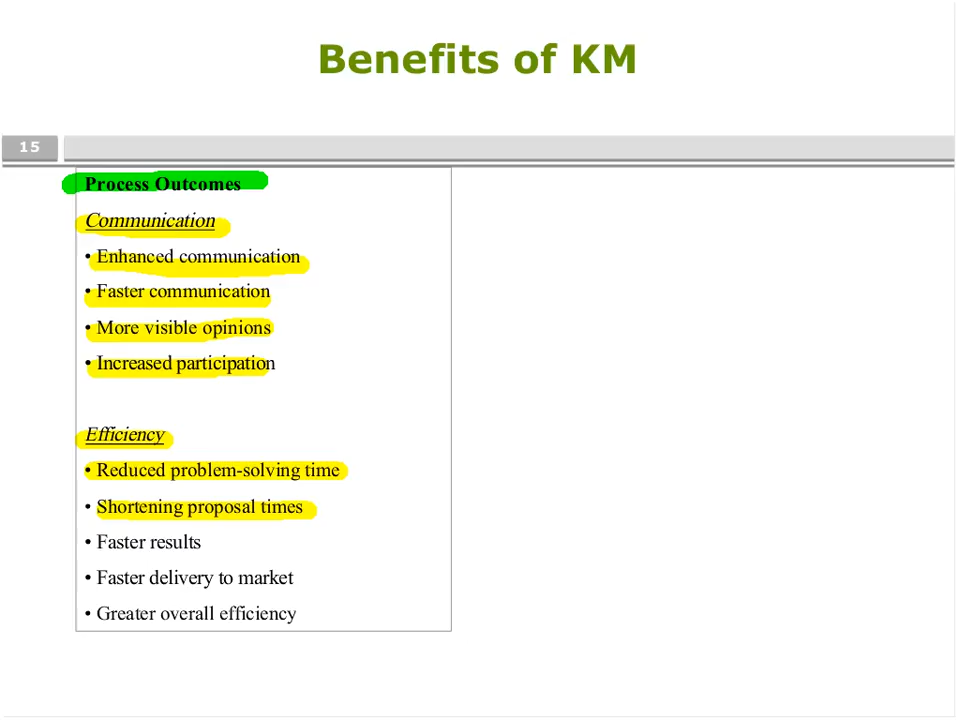 Benefits of KM
15
Process Outcomes
Communication
• Enhanced communication
• Faster communication
• More visible opinions
• Increased participation
Efficiency
• Reduced problem-solving time
• Shortening proposal times
• Faster results
• Faster delivery to market
• Greater overall efficiency